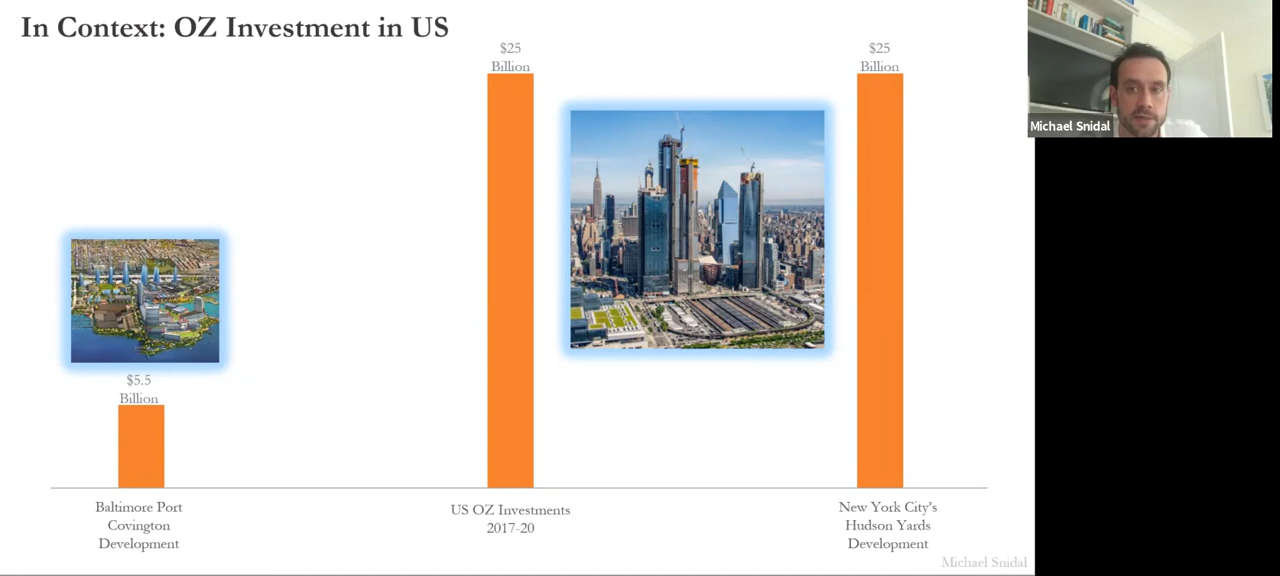 In Context: OZ Investment in US
$25
Billion
$25
Billion
Michael Snidal
$5.5
Billion
Baltimore Port
Covington
Development
US OZ Investments
2017-20
New York City's
Hudson Yards
Development
Michael Snidal